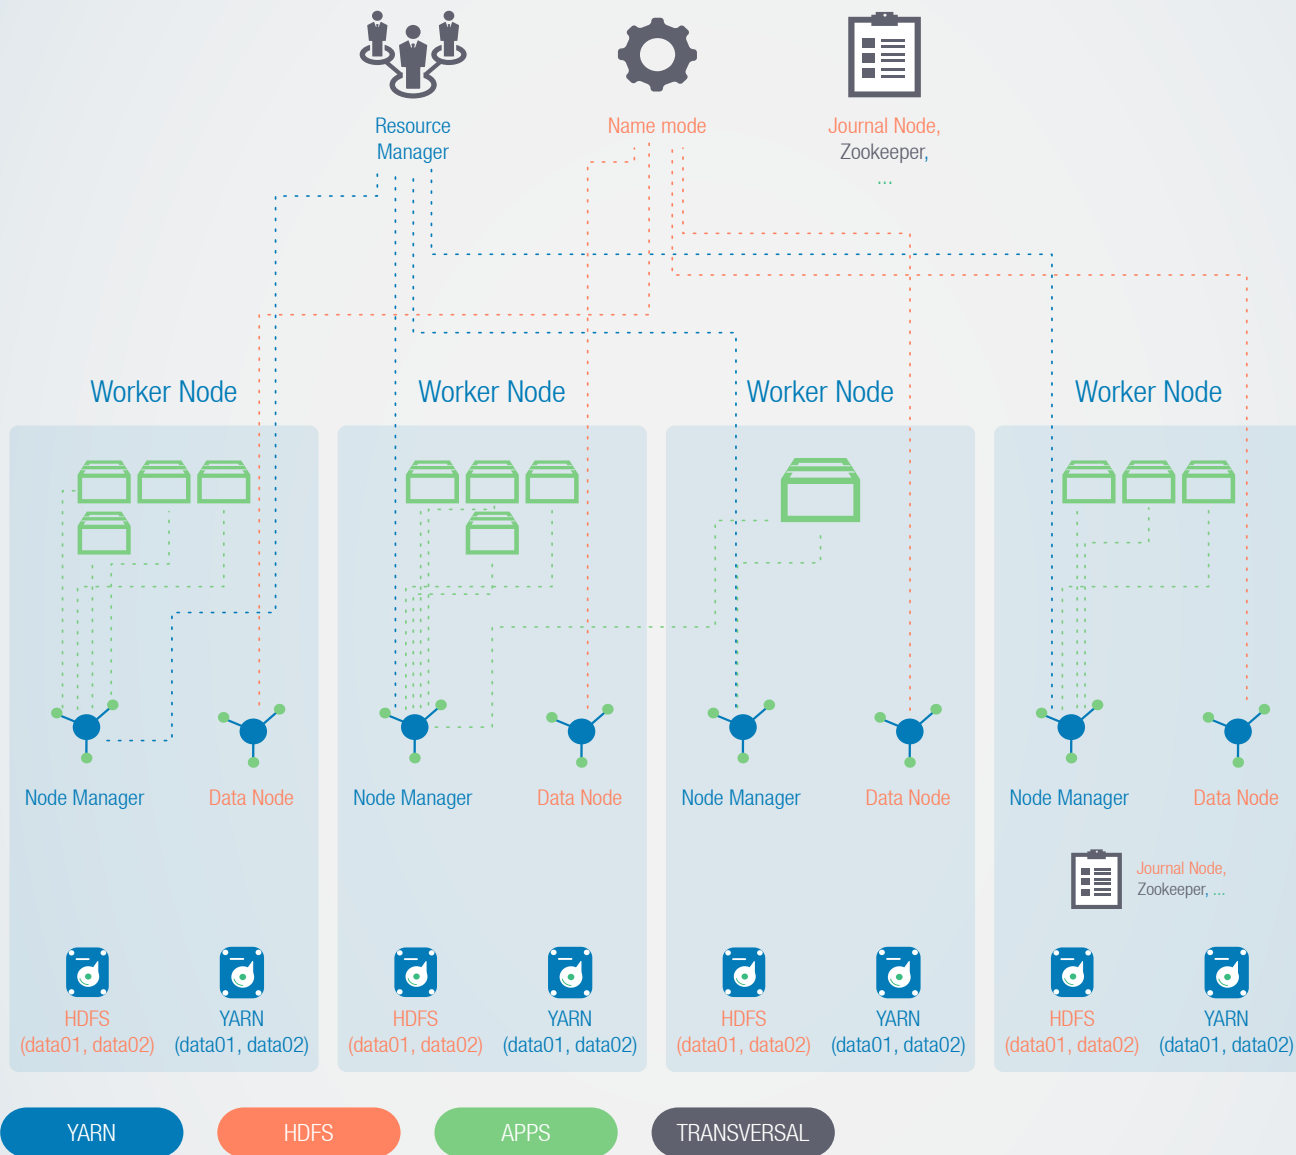 Resource
Manager
Name mode
Journal Node,
Zookeeper,
...
Worker Node
Worker Node
Worker Node
Worker Node
Node Manager
Data Node
Node Manager
Data Node
Node Manager
Data Node
Node Manager
Data Node
Journal Node,
Zookeeper, ...
HDFS
(data01, data02)
YARN
(data01, data02)
HDFS
(data01, data02)
YARN
(data01, data02)
HDFS
(data01, data02)
YARN
(data01, data02)
HDFS
(data01, data02)
YARN
(data01, data02)
YARN
HDFS
APPS
TRANSVERSAL